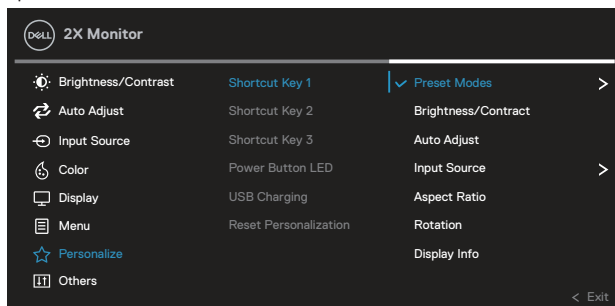 DELL 2X Monitor
Brightness/Contrast Shortcut Key 1 Preset Modes >
Auto Adjust Shortcut Key 2 Brightness/Contract
Input Source Shortcut Key 3 Auto Adjust
Color Power Button LED Input Source >
Display USB Charging Aspect Ratio
Menu Reset Personalization Rotation
Personalize Display Info
Others
< Exit